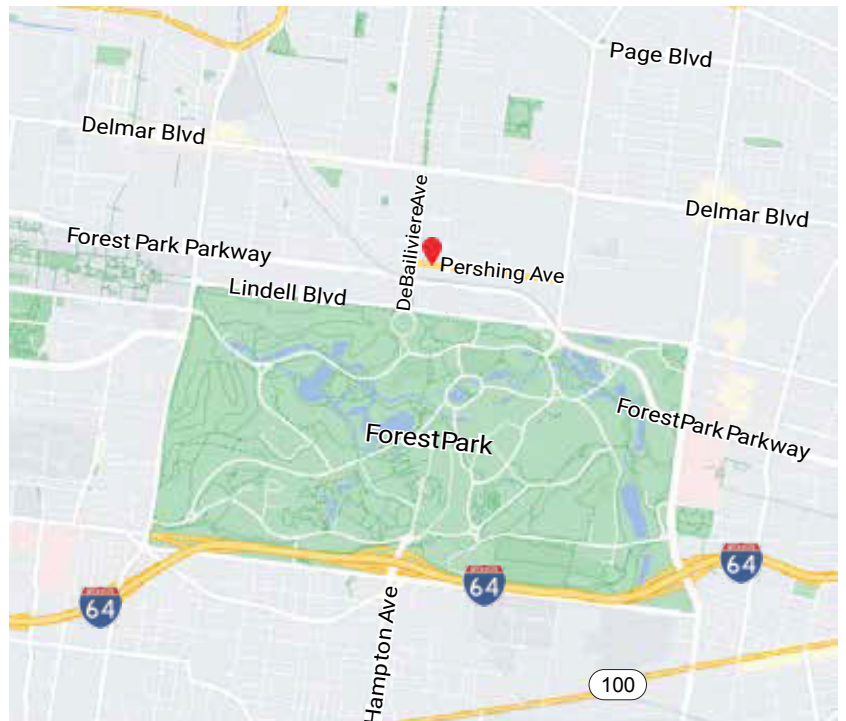 Page Blvd
Delmar Blvd
DeBailiviereAve
Delmar Blvd
Forest Park Parkway
Pershing Ave
Lindell Blvd
ForestPark
ForestPark Parkway
64
64
64
Hampton Ave
100